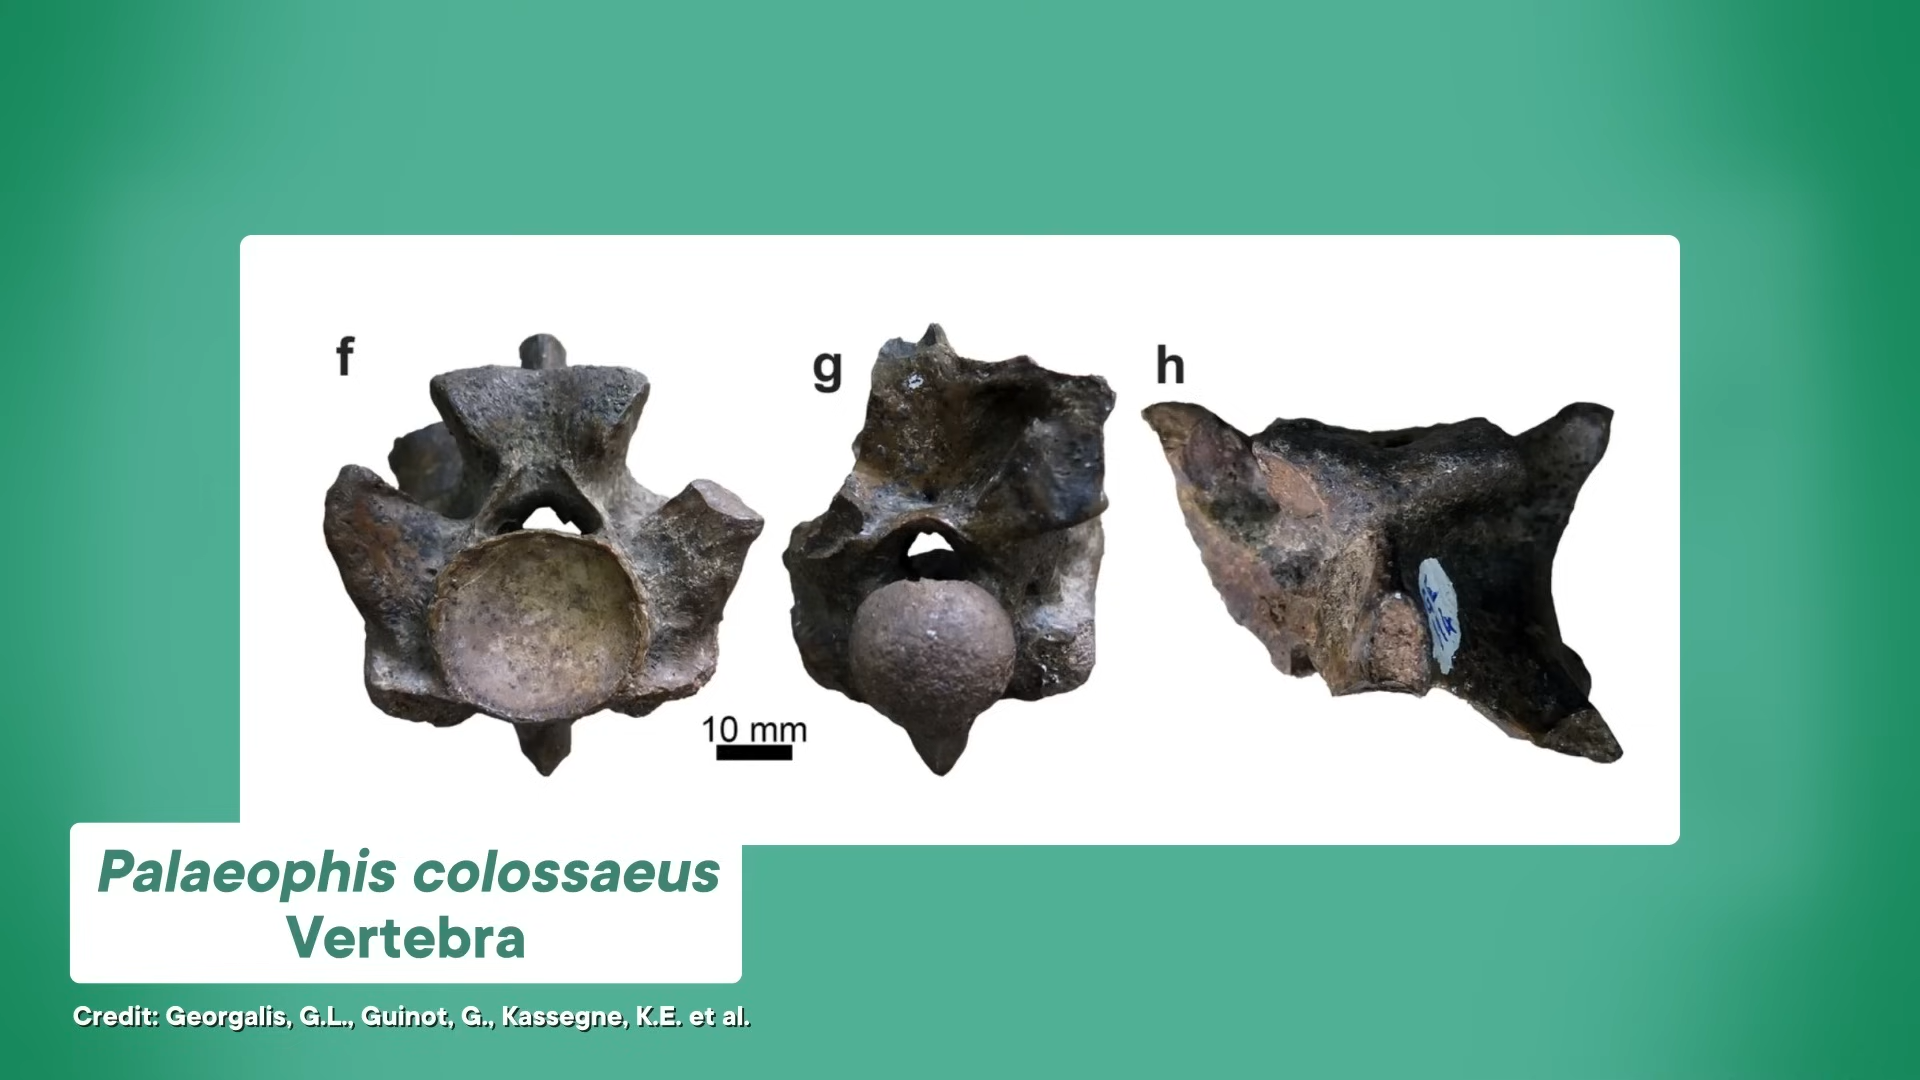 f
g
h
10 mm
Palaeophis colossaeus
Vertebra
Credit: Georgalis, G.L., Guinot, G., Kassegne, K.E. et al.